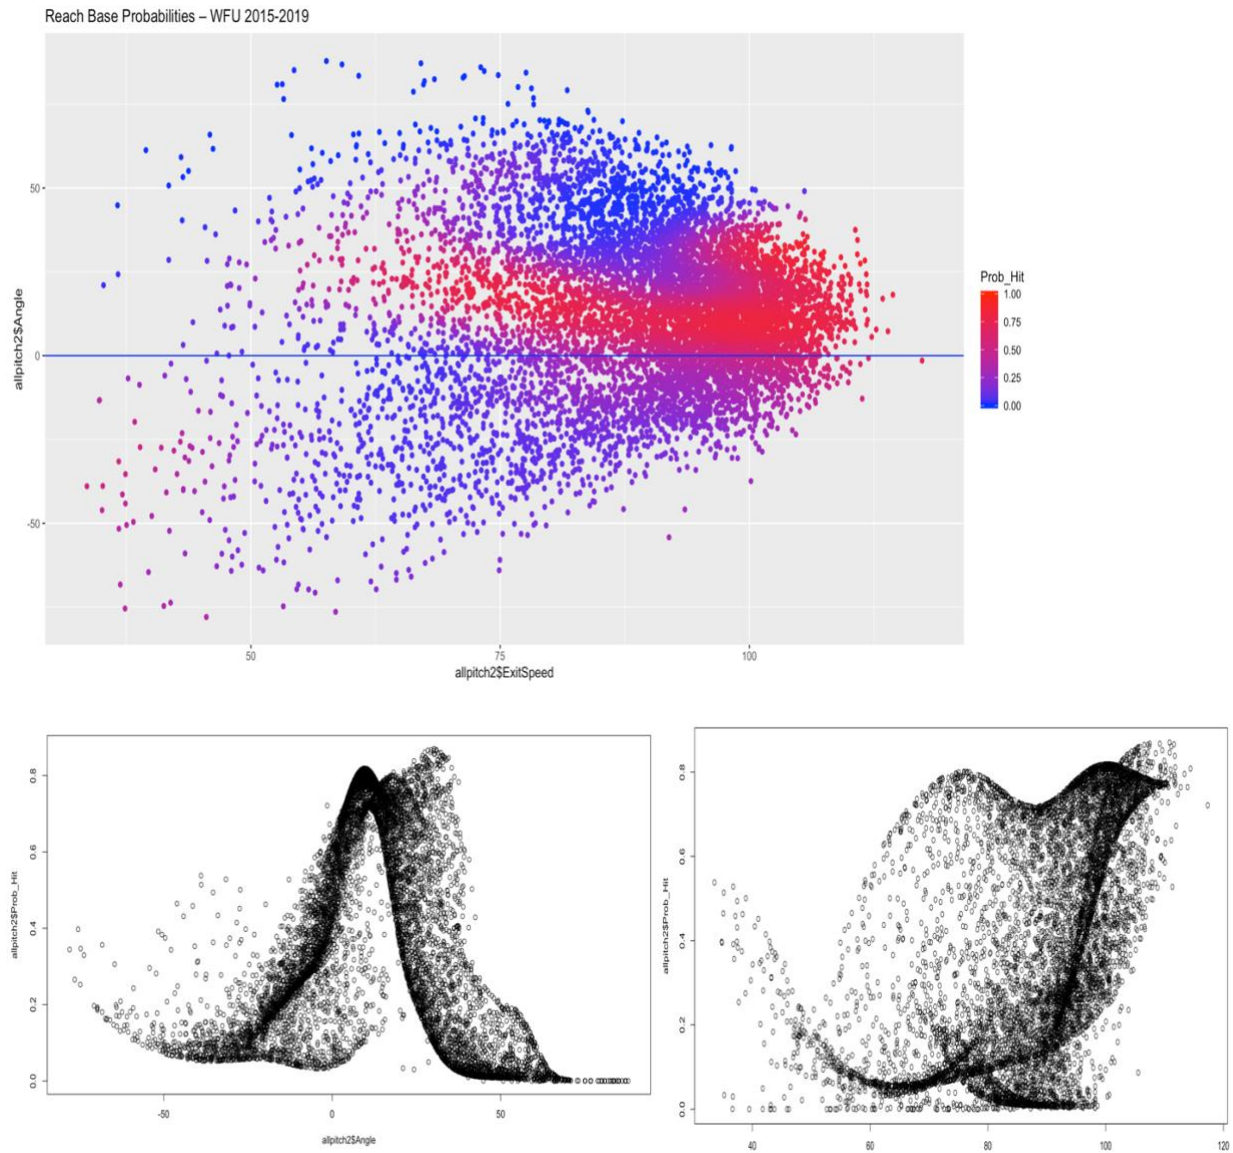 Reach Base Probabilities – WFU 2015-2019
allpitch2$Angle
50
0
-50
50 75 100
allpitch2$ExitSpeed
Prob_Hit
1.00
0.75
0.50
0.25
0.00
allpitch2$Prob_Hit
0.8
0.6
0.4
0.2
0.0
-50 0 50
allpitch2$Angle
allpitch2$Prob_Hit
0.8
0.6
0.4
0.2
0.0
40 60 80 100 120